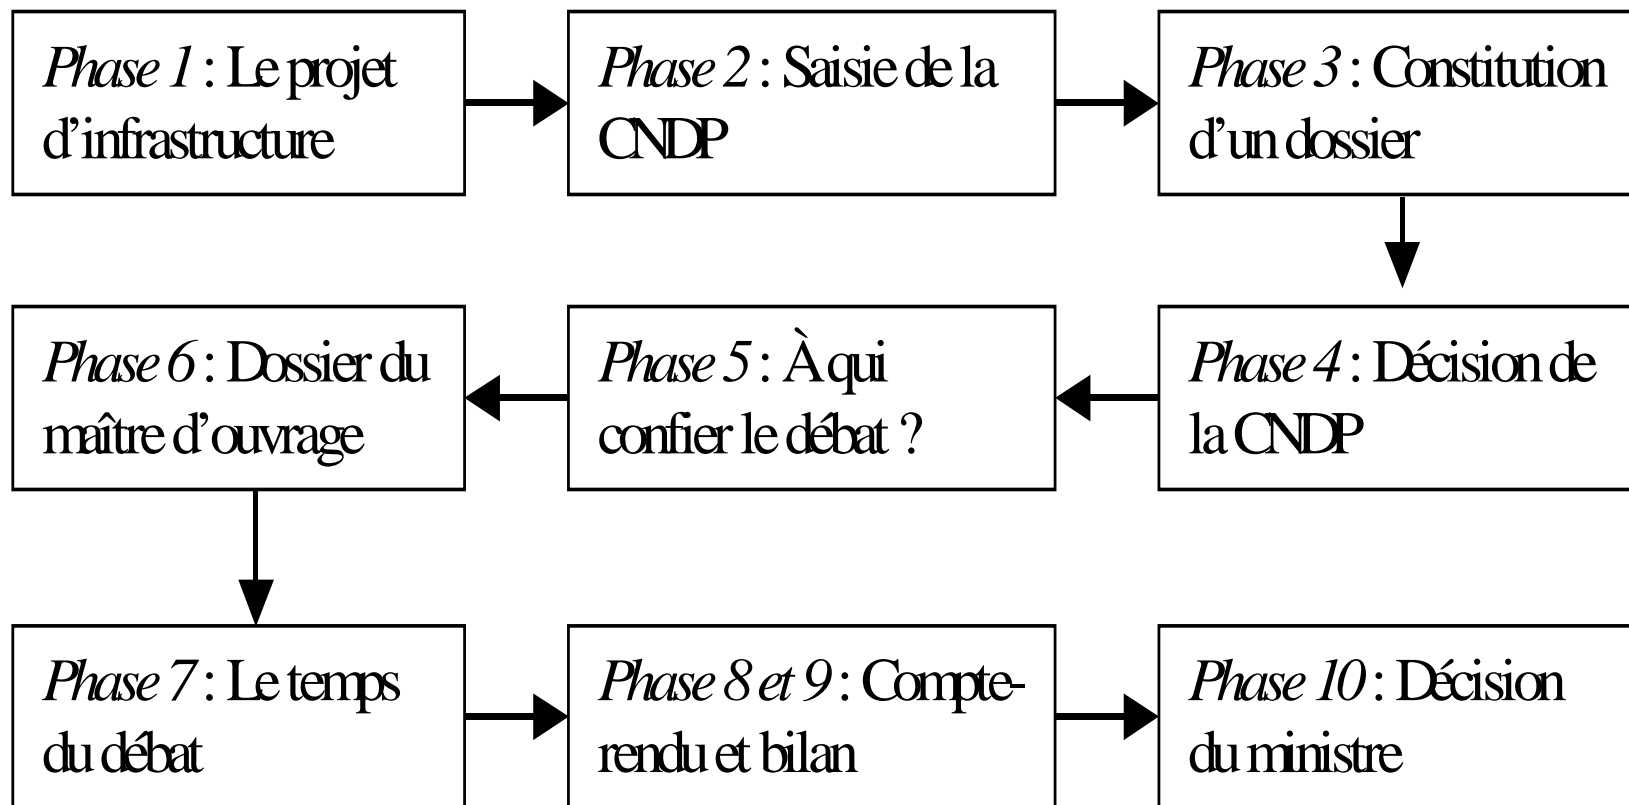 Phase 1 : Le projet
d’infrastructure
Phase 2 : Saisie de la
CNDP
Phase 3 : Constitution
d’un dossier
Phase 4 : Décision de
la CNDP
Phase 5 : À qui
confier le débat ?
Phase 6 : Dossier du
maître d’ouvrage
Phase 7 : Le temps
du débat
Phase 8 et 9 : Compte-
rendu et bilan
Phase 10 : Décision
du ministre